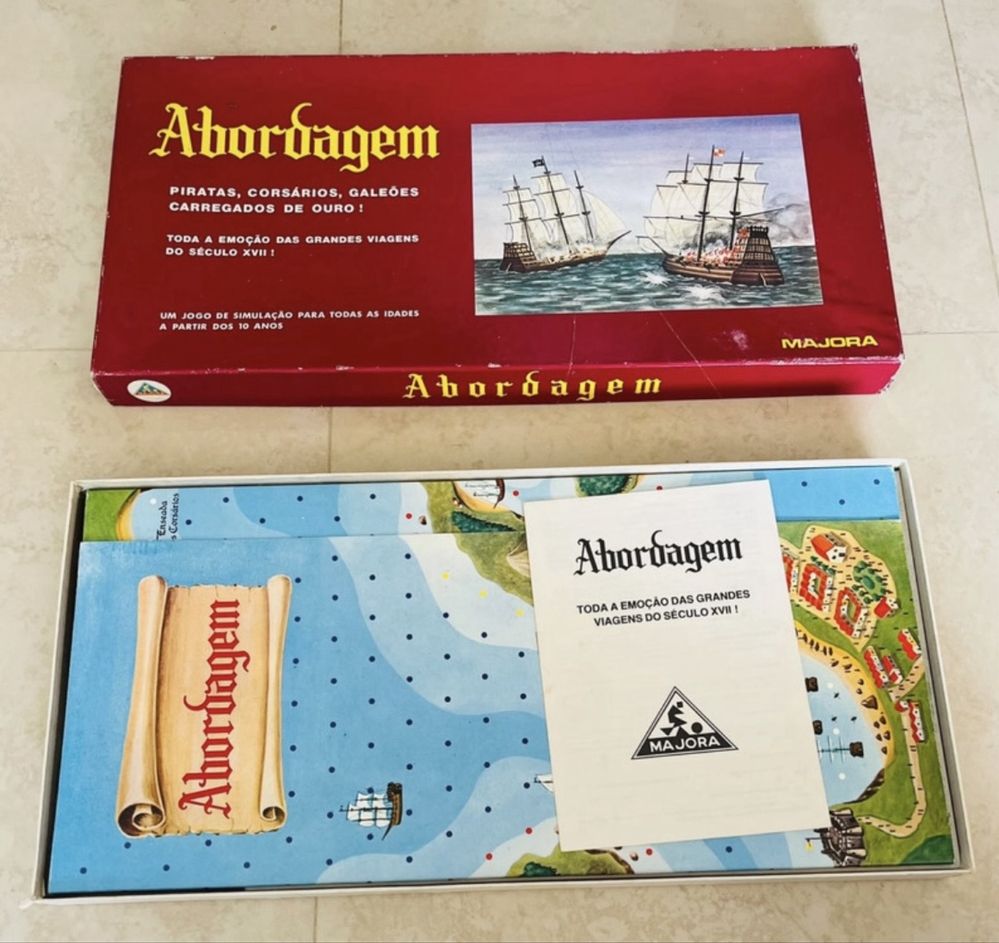 Abordagem
PIRATAS, CORSÁRIOS, GALEÕES
CARREGADOS DE OURO !
TODA A EMOÇÃO DAS GRANDES VIAGENS
DO SÉCULO XVII !
UM JOGO DE SIMULAÇÃO PARA TODAS AS IDADES
A PARTIR DOS 10 ANOS
MAJORA
Abordagem
Enseada
s Corsários
Abordagem
Abordagem
TODA A EMOÇÃO DAS GRANDES
VIAGENS DO SÉCULO XVII !
MAJORA